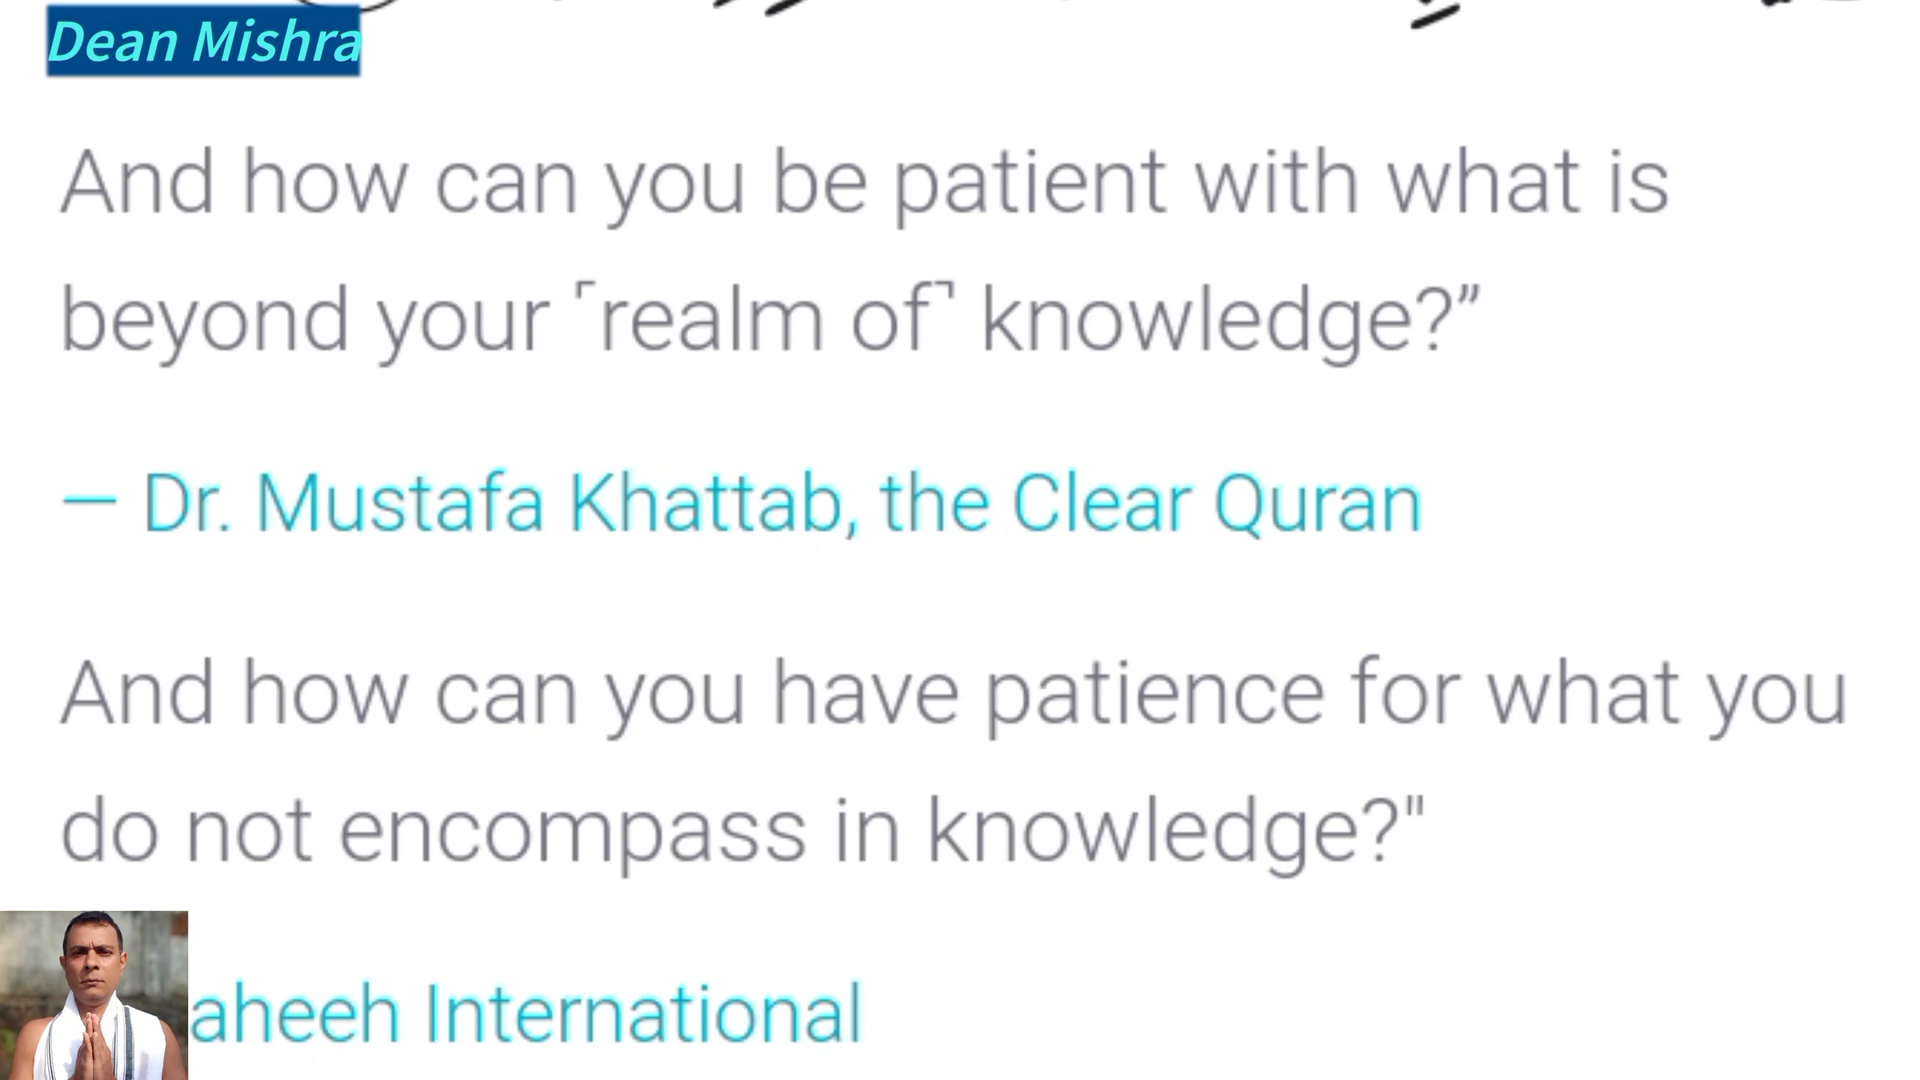 Dean Mishra
And how can you be patient with what is
beyond your ⌜realm of⌝ knowledge?”
— Dr. Mustafa Khattab, the Clear Quran
And how can you have patience for what you
do not encompass in knowledge?"
aheeh International